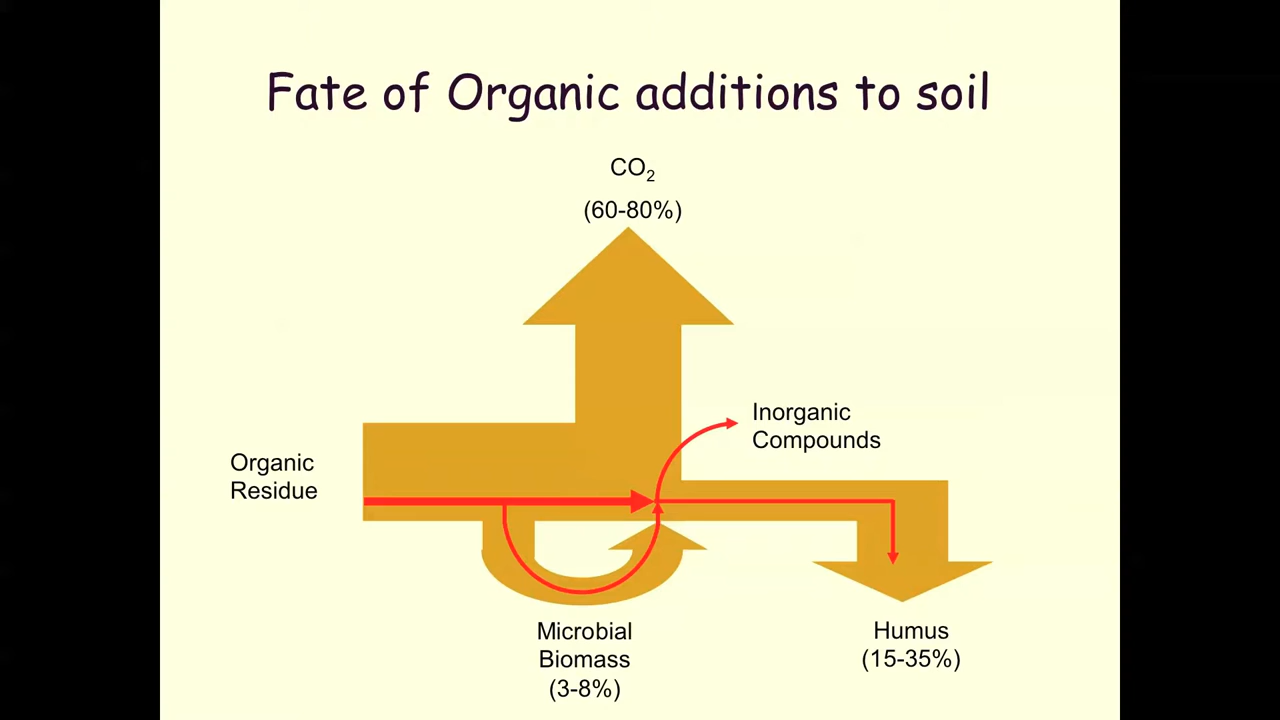 Fate of Organic additions to soil
CO₂
(60-80%)
Inorganic
Compounds
Organic
Residue
Microbial
Biomass
(3-8%)
Humus
(15-35%)